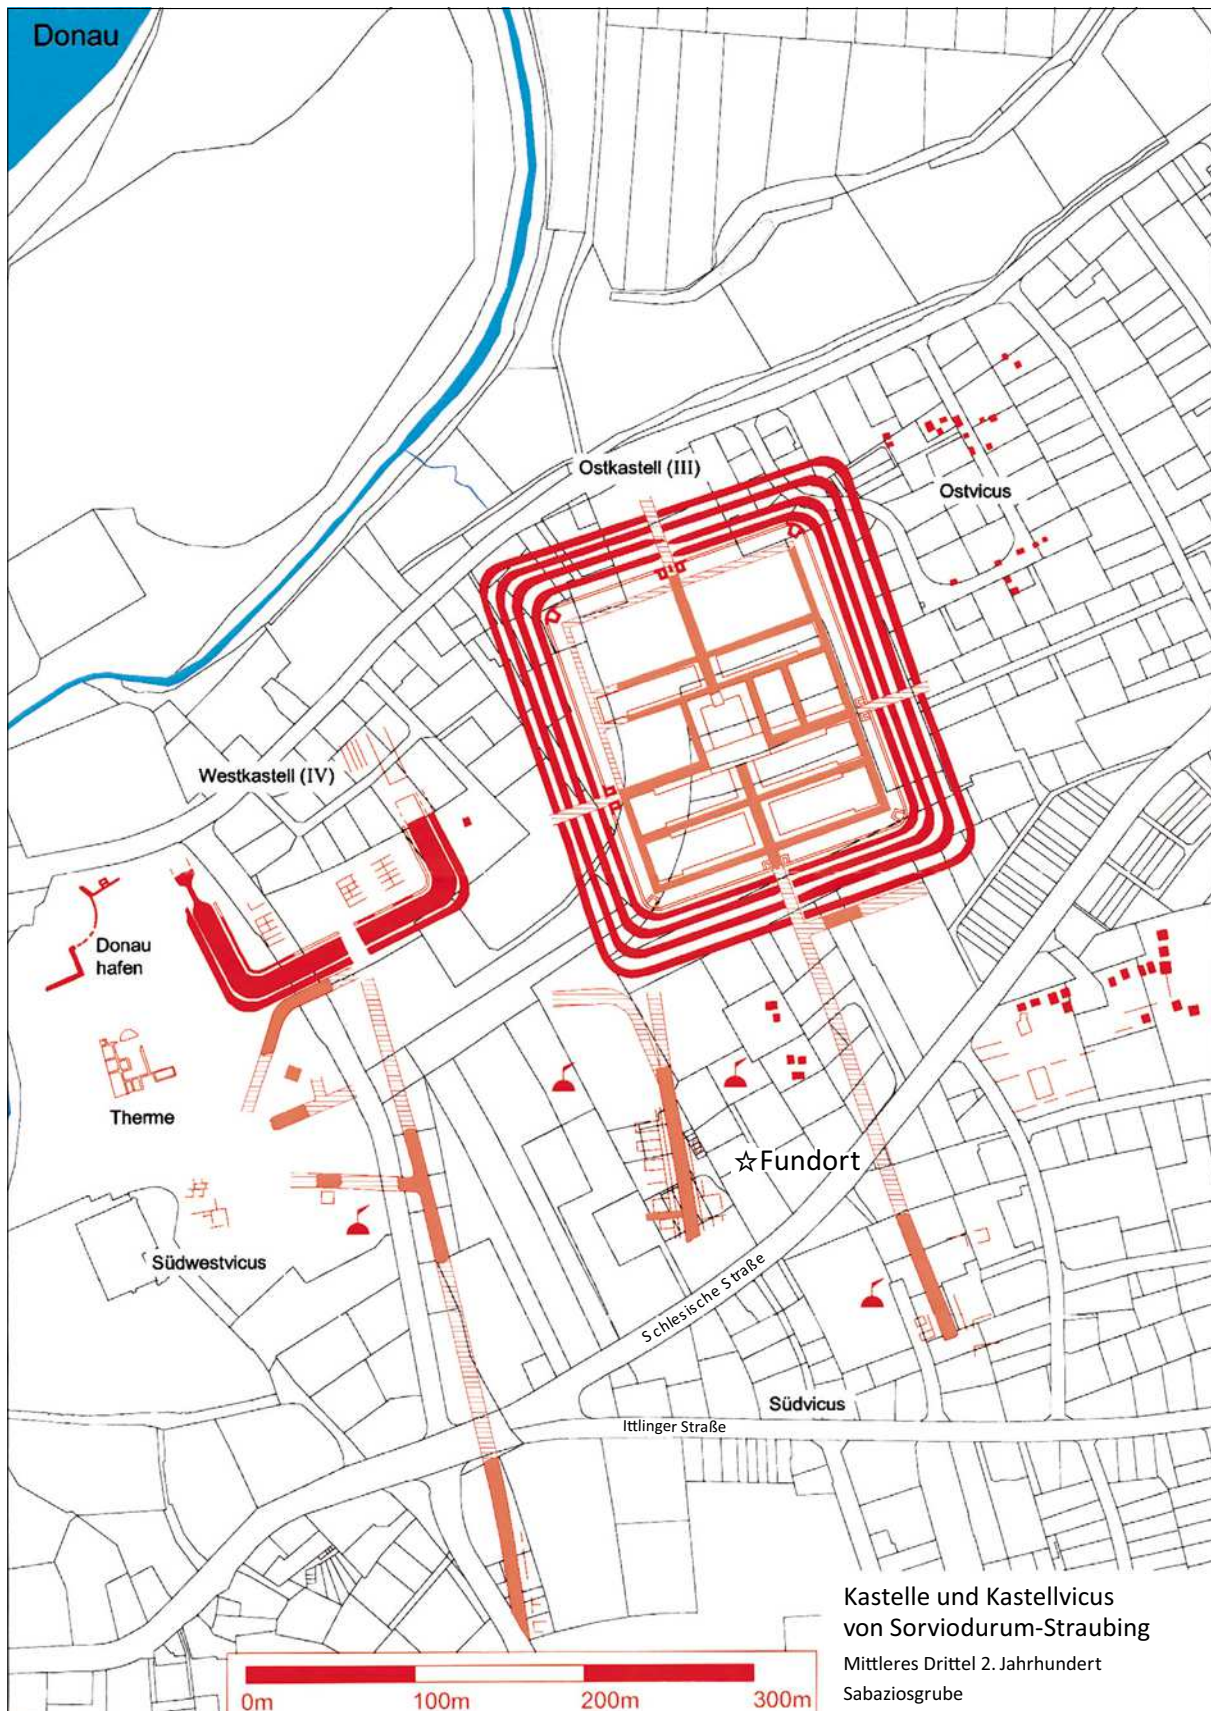 Donau
Ostkastell (III)
Ostvicus
Westkastell (IV)
Donau
hafen
Therme
☆Fundort
Südwestvicus
Schlesische Straße
Südvicus
Ittlinger Straße
Kastelle und Kastellvicus
von Sorviodurum-Straubing
Mittleres Drittel 2. Jahrhundert
Sabaziosgrube
0m 100m 200m 300m